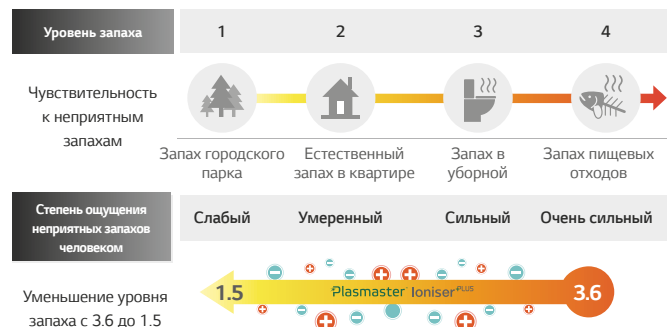 Уровень запаха 1 2 3 4
Чувствительность
к неприятным
запахам
Запах городского Естественный Запах в Запах пищевых
парка запах в квартире уборной отходов
Степень ощущения
неприятных запахов
человеком
Слабый Умеренный Сильный Очень сильный
1.5 Plasmaster Ioniser PLUS 3.6
Уменьшение уровня
запаха с 3.6 до 1.5